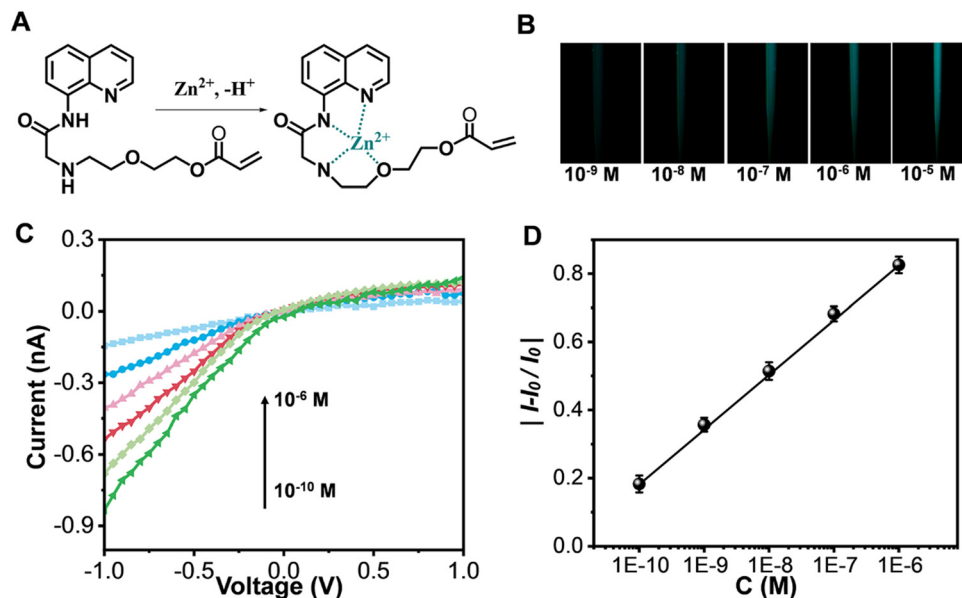 A
N
O
NH
N
H
O
O
O
Zn²⁺, -H⁺
N
O
N
Zn²⁺
N
O
O
O
B
10⁻⁹ M
10⁻⁸ M
10⁻⁷ M
10⁻⁶ M
10⁻⁵ M
C
Current (nA)
0.3
0.0
-0.3
-0.6
-0.9
10⁻⁶ M
10⁻¹⁰ M
-1.0
-0.5
0.0
0.5
1.0
Voltage (V)
D
| I-I₀ / I₀ |
0.8
0.6
0.4
0.2
0.0
1E-10
1E-9
1E-8
1E-7
1E-6
C (M)